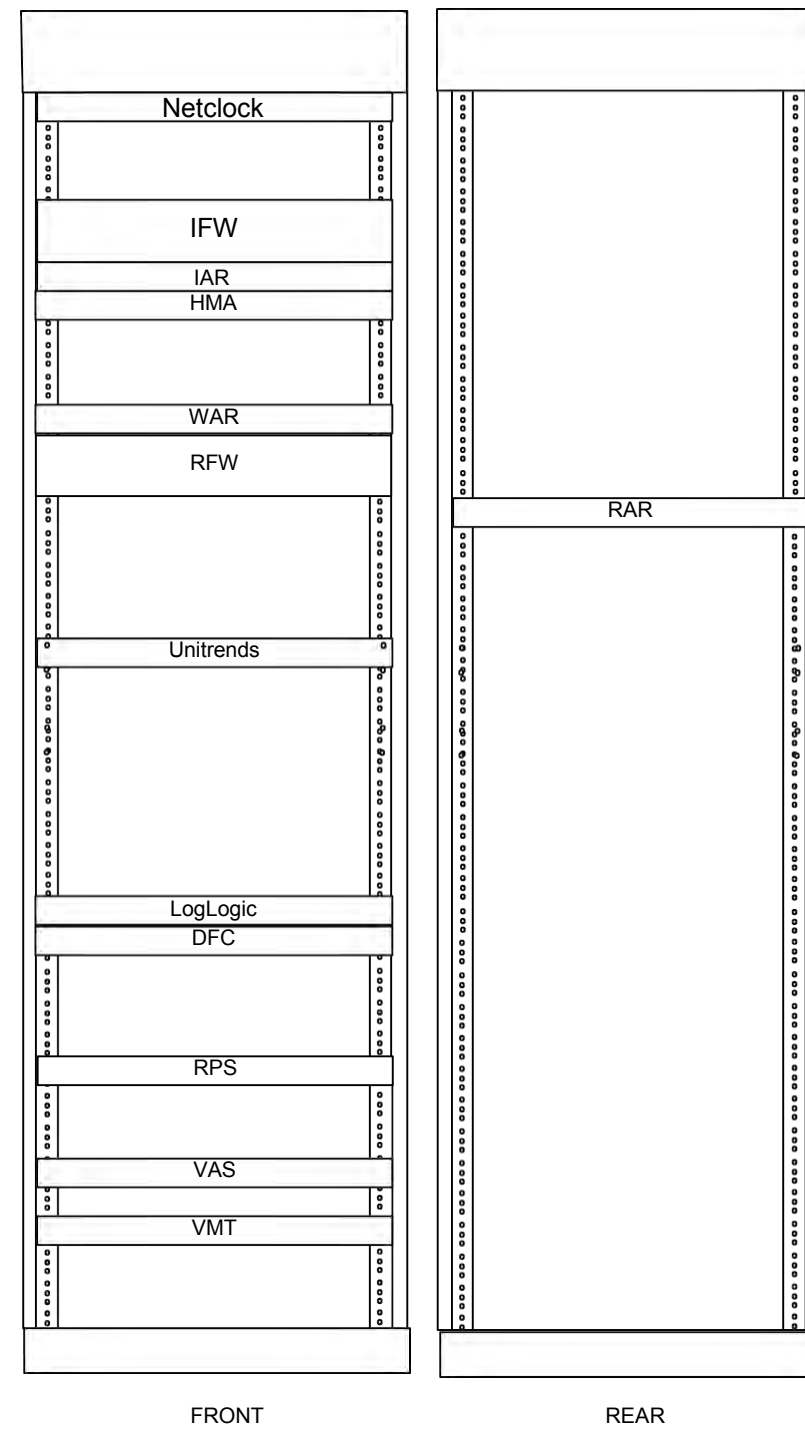 Netclock
IFW
IAR
HMA
WAR
RFW
RAR
Unitrends
LogLogic
DFC
RPS
VAS
VMT
FRONT
REAR